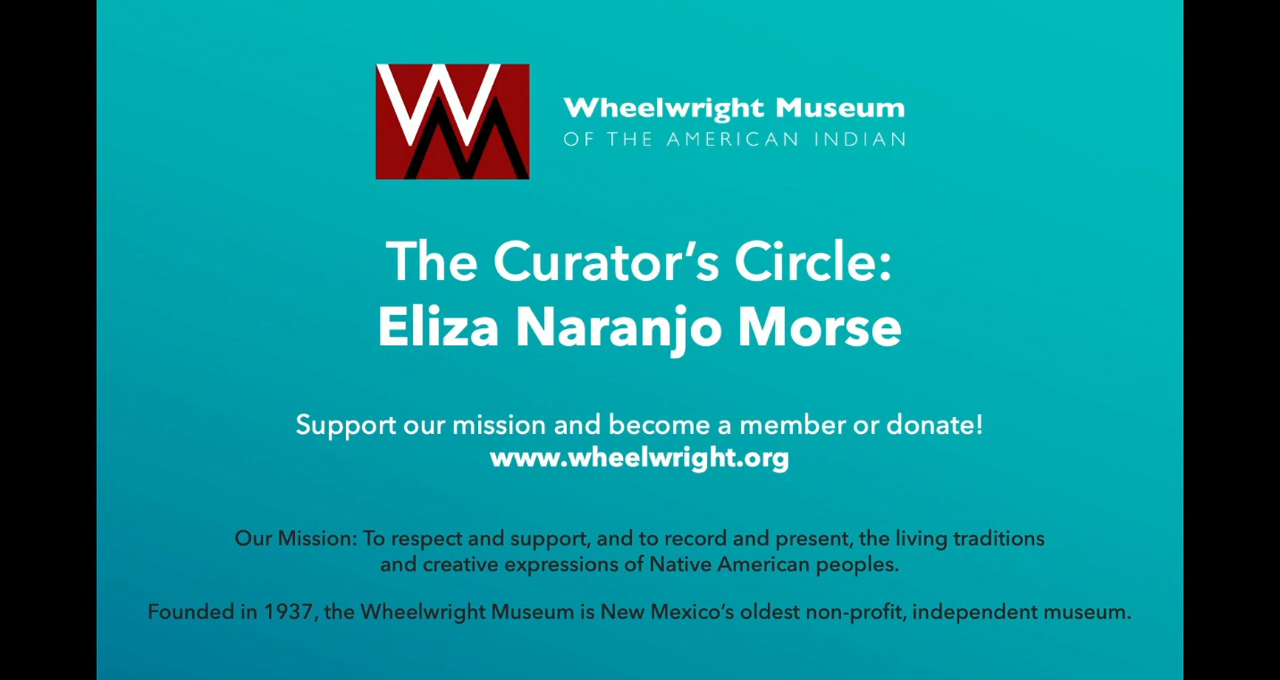 WM
Wheelwright Museum
OF THE AMERICAN INDIAN
The Curator’s Circle:
Eliza Naranjo Morse
Support our mission and become a member or donate!
www.wheelwright.org
Our Mission: To respect and support, and to record and present, the living traditions
and creative expressions of Native American peoples.
Founded in 1937, the Wheelwright Museum is New Mexico’s oldest non-profit, independent museum.